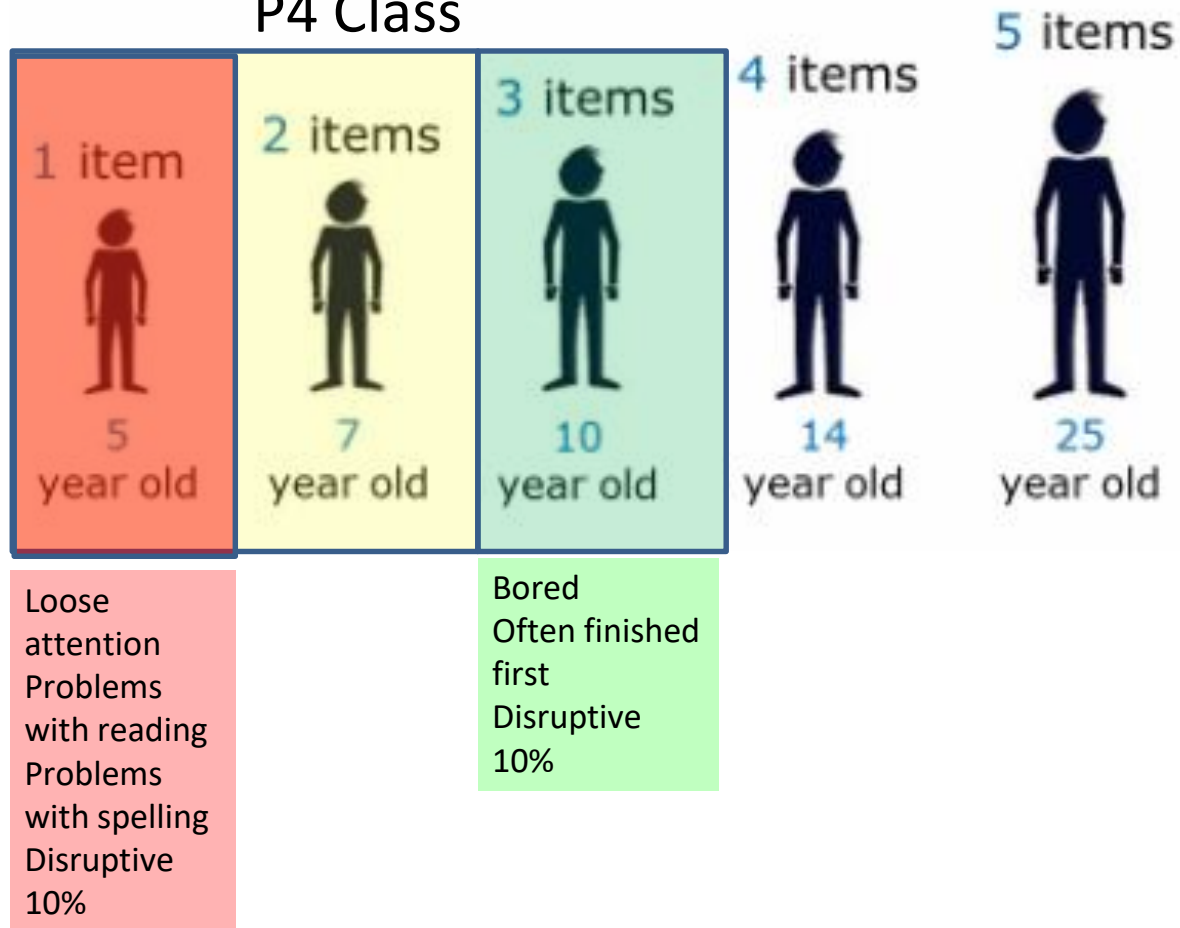 P4 Class
1 item
2 items
3 items
4 items
5 items
5
year old
7
year old
10
year old
14
year old
25
year old
Loose
attention
Problems
with reading
Problems
with spelling
Disruptive
10%
Bored
Often finished
first
Disruptive
10%